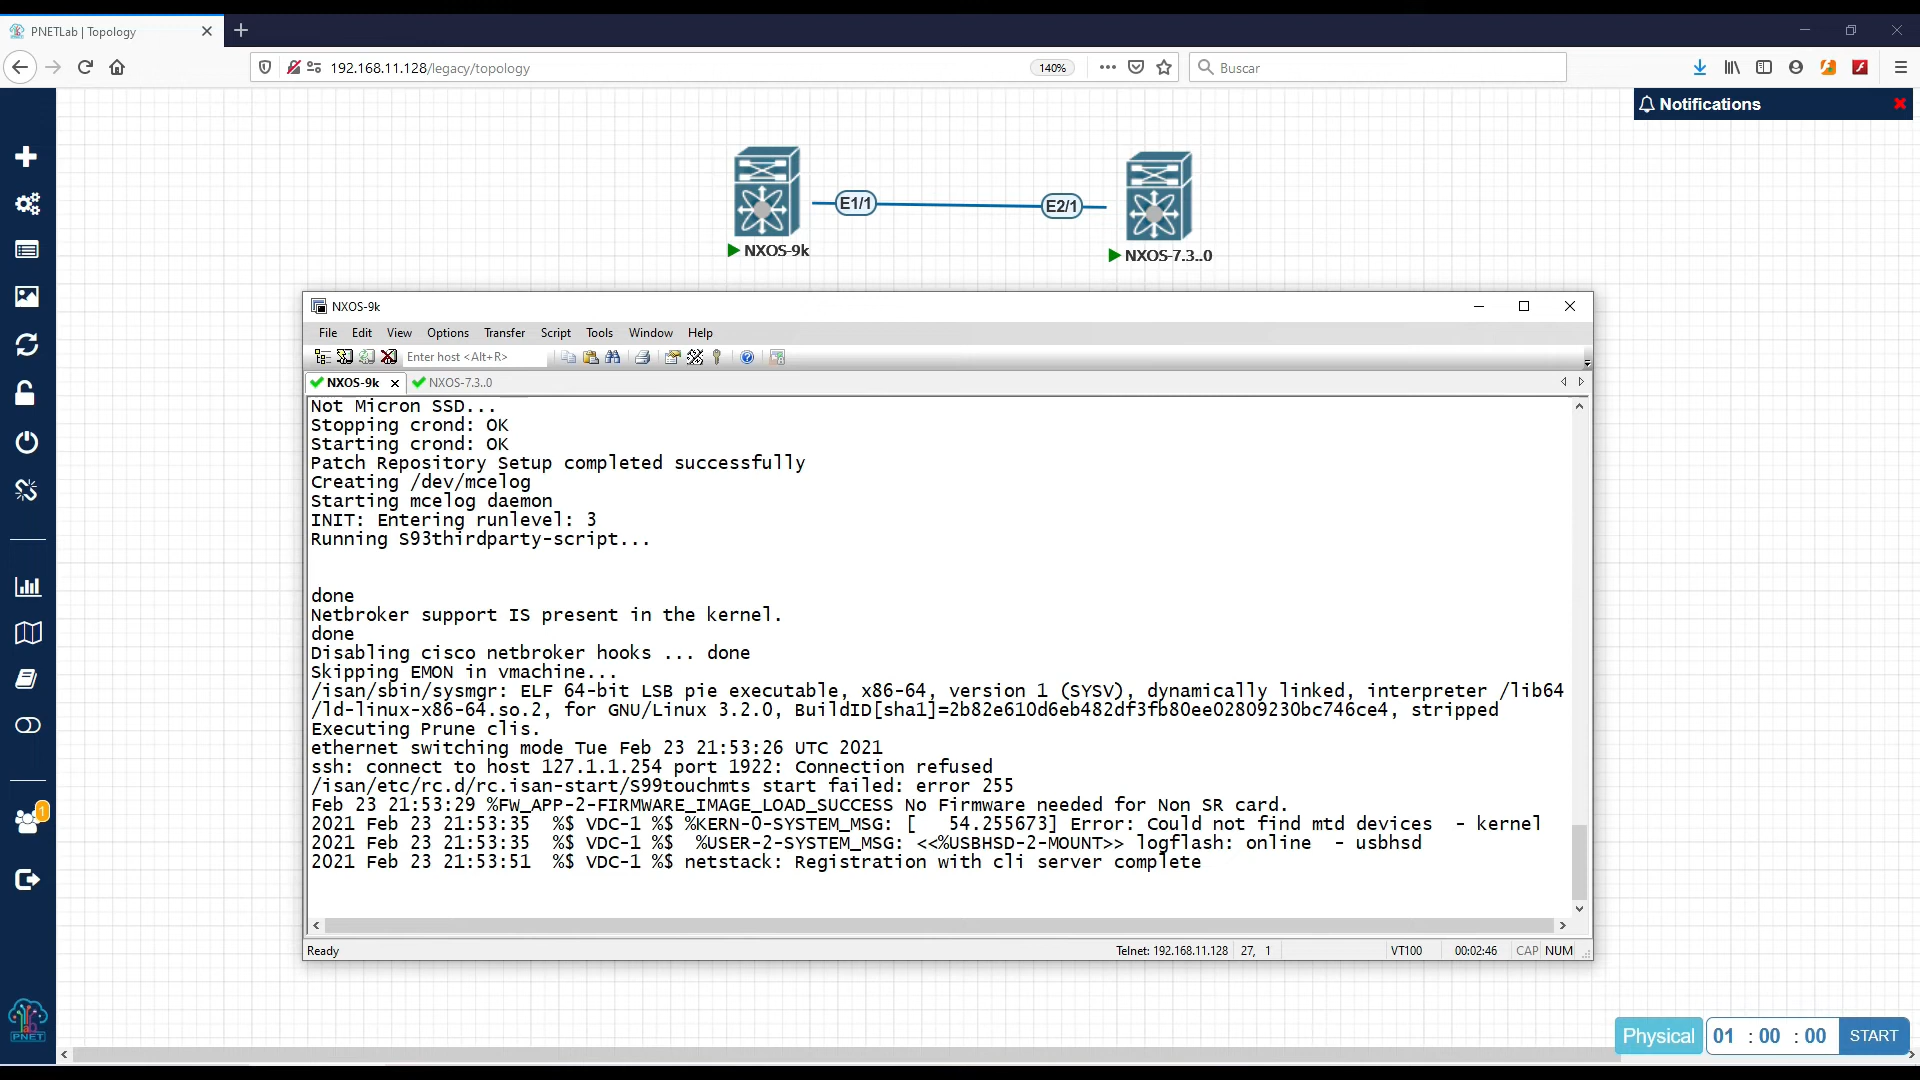 PNETLab | Topology
192.168.11.128/legacy/topology
140%
Buscar
Notifications
E1/1
E2/1
NXOS-9k
NXOS-7.3..0
NXOS-9k
File Edit View Options Transfer Script Tools Window Help
Enter host <Alt+R>
NXOS-9k
NXOS-7.3..0
Not Micron SSD...
Stopping crond: OK
Starting crond: OK
Patch Repository Setup completed successfully
Creating /dev/mcelog
Starting mcelog daemon
INIT: Entering runlevel: 3
Running S93thirdparty-script...
done
Netbroker support IS present in the kernel.
done
Disabling cisco netbroker hooks ... done
Skipping EMON in vmachine...
/isan/sbin/sysmgr: ELF 64-bit LSB pie executable, x86-64, version 1 (SYSV), dynamically linked, interpreter /lib64
/ld-linux-x86-64.so.2, for GNU/Linux 3.2.0, BuildID[sha1]=2b82e610d6eb482df3fb80ee02809230bc746ce4, stripped
Executing Prune clis.
ethernet switching mode Tue Feb 23 21:53:26 UTC 2021
ssh: connect to host 127.1.1.254 port 1922: Connection refused
/isan/etc/rc.d/rc.isan-start/S99touchmts start failed: error 255
Feb 23 21:53:29 %FW_APP-2-FIRMWARE_IMAGE_LOAD_SUCCESS No Firmware needed for Non SR card.
2021 Feb 23 21:53:35  %$ VDC-1 %$ %KERN-0-SYSTEM_MSG: [   54.255673] Error: Could not find mtd devices  - kernel
2021 Feb 23 21:53:35  %$ VDC-1 %$  %USER-2-SYSTEM_MSG: <<%USBHSD-2-MOUNT>> logflash: online  - usbhsd
2021 Feb 23 21:53:51  %$ VDC-1 %$ netstack: Registration with cli server complete
Ready
Telnet: 192.168.11.128
27, 1
VT100
00:02:46
CAP NUM
1
PNET
Physical
01 : 00 : 00
START